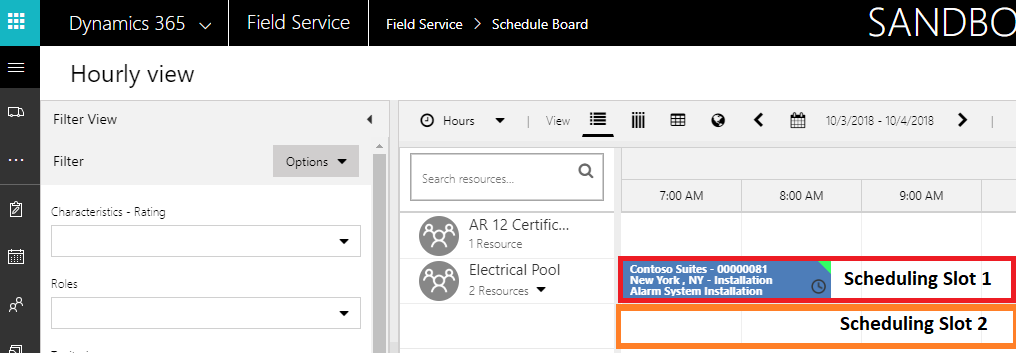 Dynamics 365 Field Service Field Service > Schedule Board SANDBO
Hourly view
Filter View
Hours | View 10/3/2018 - 10/4/2018 |
Filter Options
Search resources...
7:00 AM 8:00 AM 9:00 AM
Characteristics - Rating
AR 12 Certific...
1 Resource
Electrical Pool
2 Resources
Contoso Suites - 00000081
New York , NY - Installation
Alarm System Installation
Scheduling Slot 1
Roles
Scheduling Slot 2